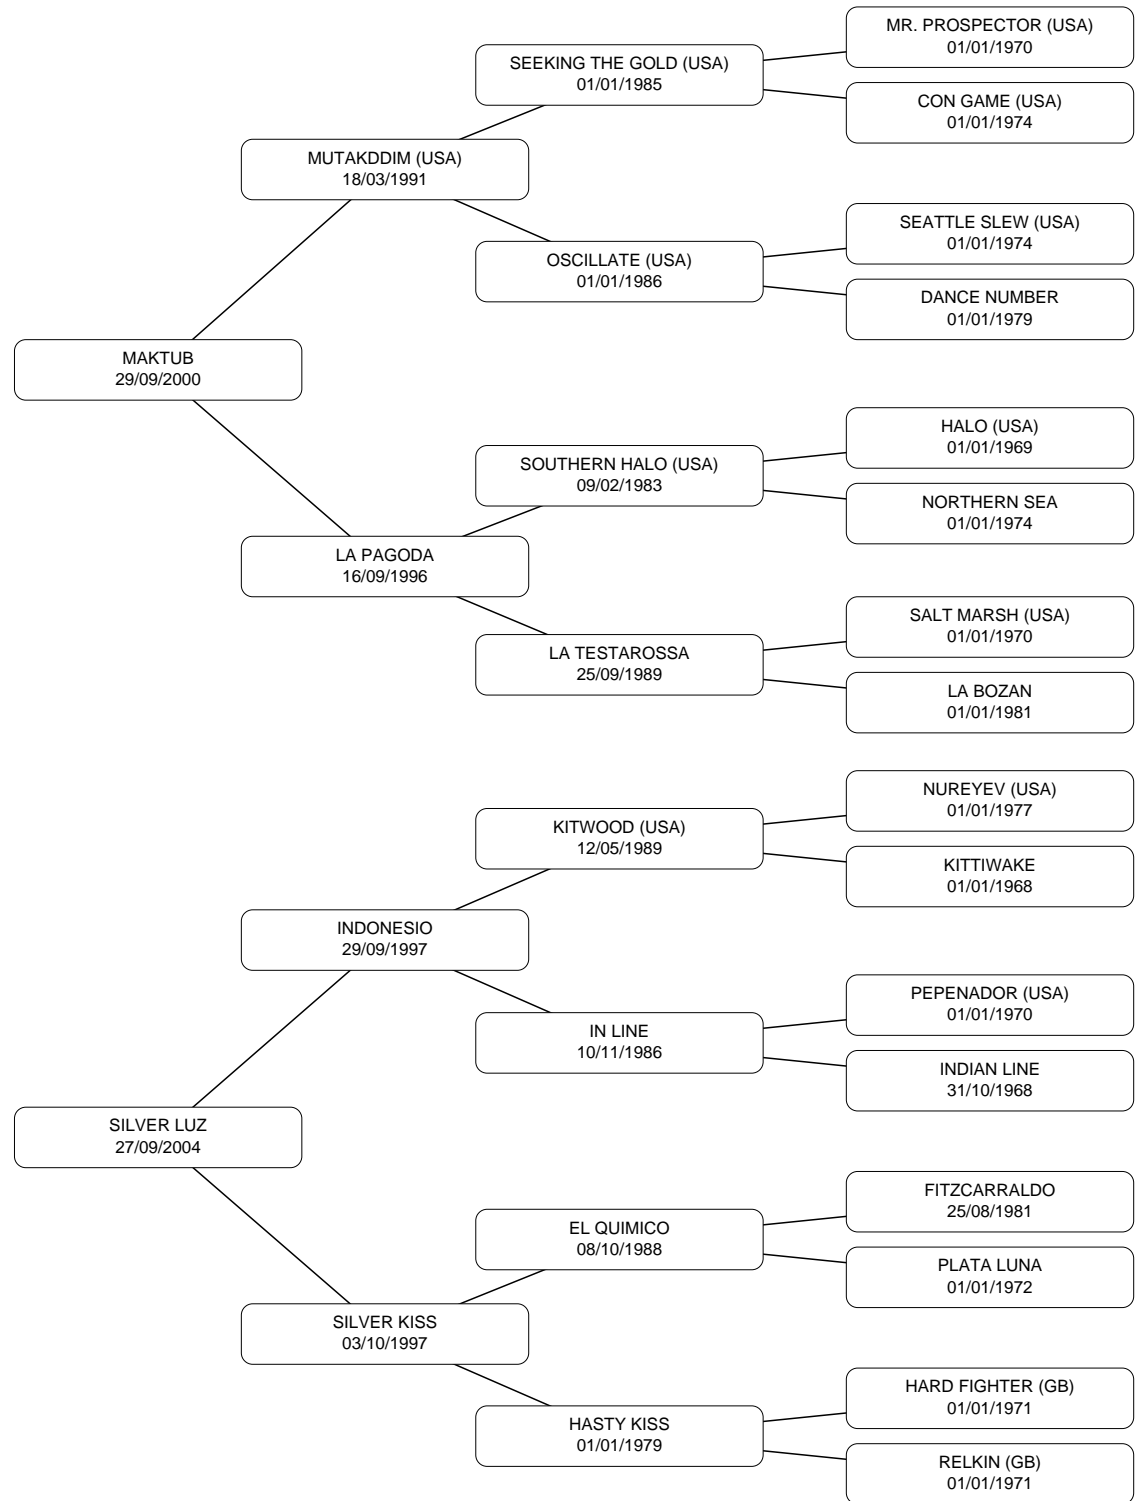 MR. PROSPECTOR (USA)
01/01/1970
SEEKING THE GOLD (USA)
01/01/1985
CON GAME (USA)
01/01/1974
MUTAKDDIM (USA)
18/03/1991
SEATTLE SLEW (USA)
01/01/1974
OSCILLATE (USA)
01/01/1986
DANCE NUMBER
01/01/1979
MAKTUB
29/09/2000
HALO (USA)
01/01/1969
SOUTHERN HALO (USA)
09/02/1983
NORTHERN SEA
01/01/1974
LA PAGODA
16/09/1996
SALT MARSH (USA)
01/01/1970
LA TESTAROSSA
25/09/1989
LA BOZAN
01/01/1981
NUREYEV (USA)
01/01/1977
KITWOOD (USA)
12/05/1989
KITTIWAKE
01/01/1968
INDONESIO
29/09/1997
PEPENADOR (USA)
01/01/1970
IN LINE
10/11/1986
INDIAN LINE
31/10/1968
SILVER LUZ
27/09/2004
FITZCARRALDO
25/08/1981
EL QUIMICO
08/10/1988
PLATA LUNA
01/01/1972
SILVER KISS
03/10/1997
HARD FIGHTER (GB)
01/01/1971
HASTY KISS
01/01/1979
RELKIN (GB)
01/01/1971